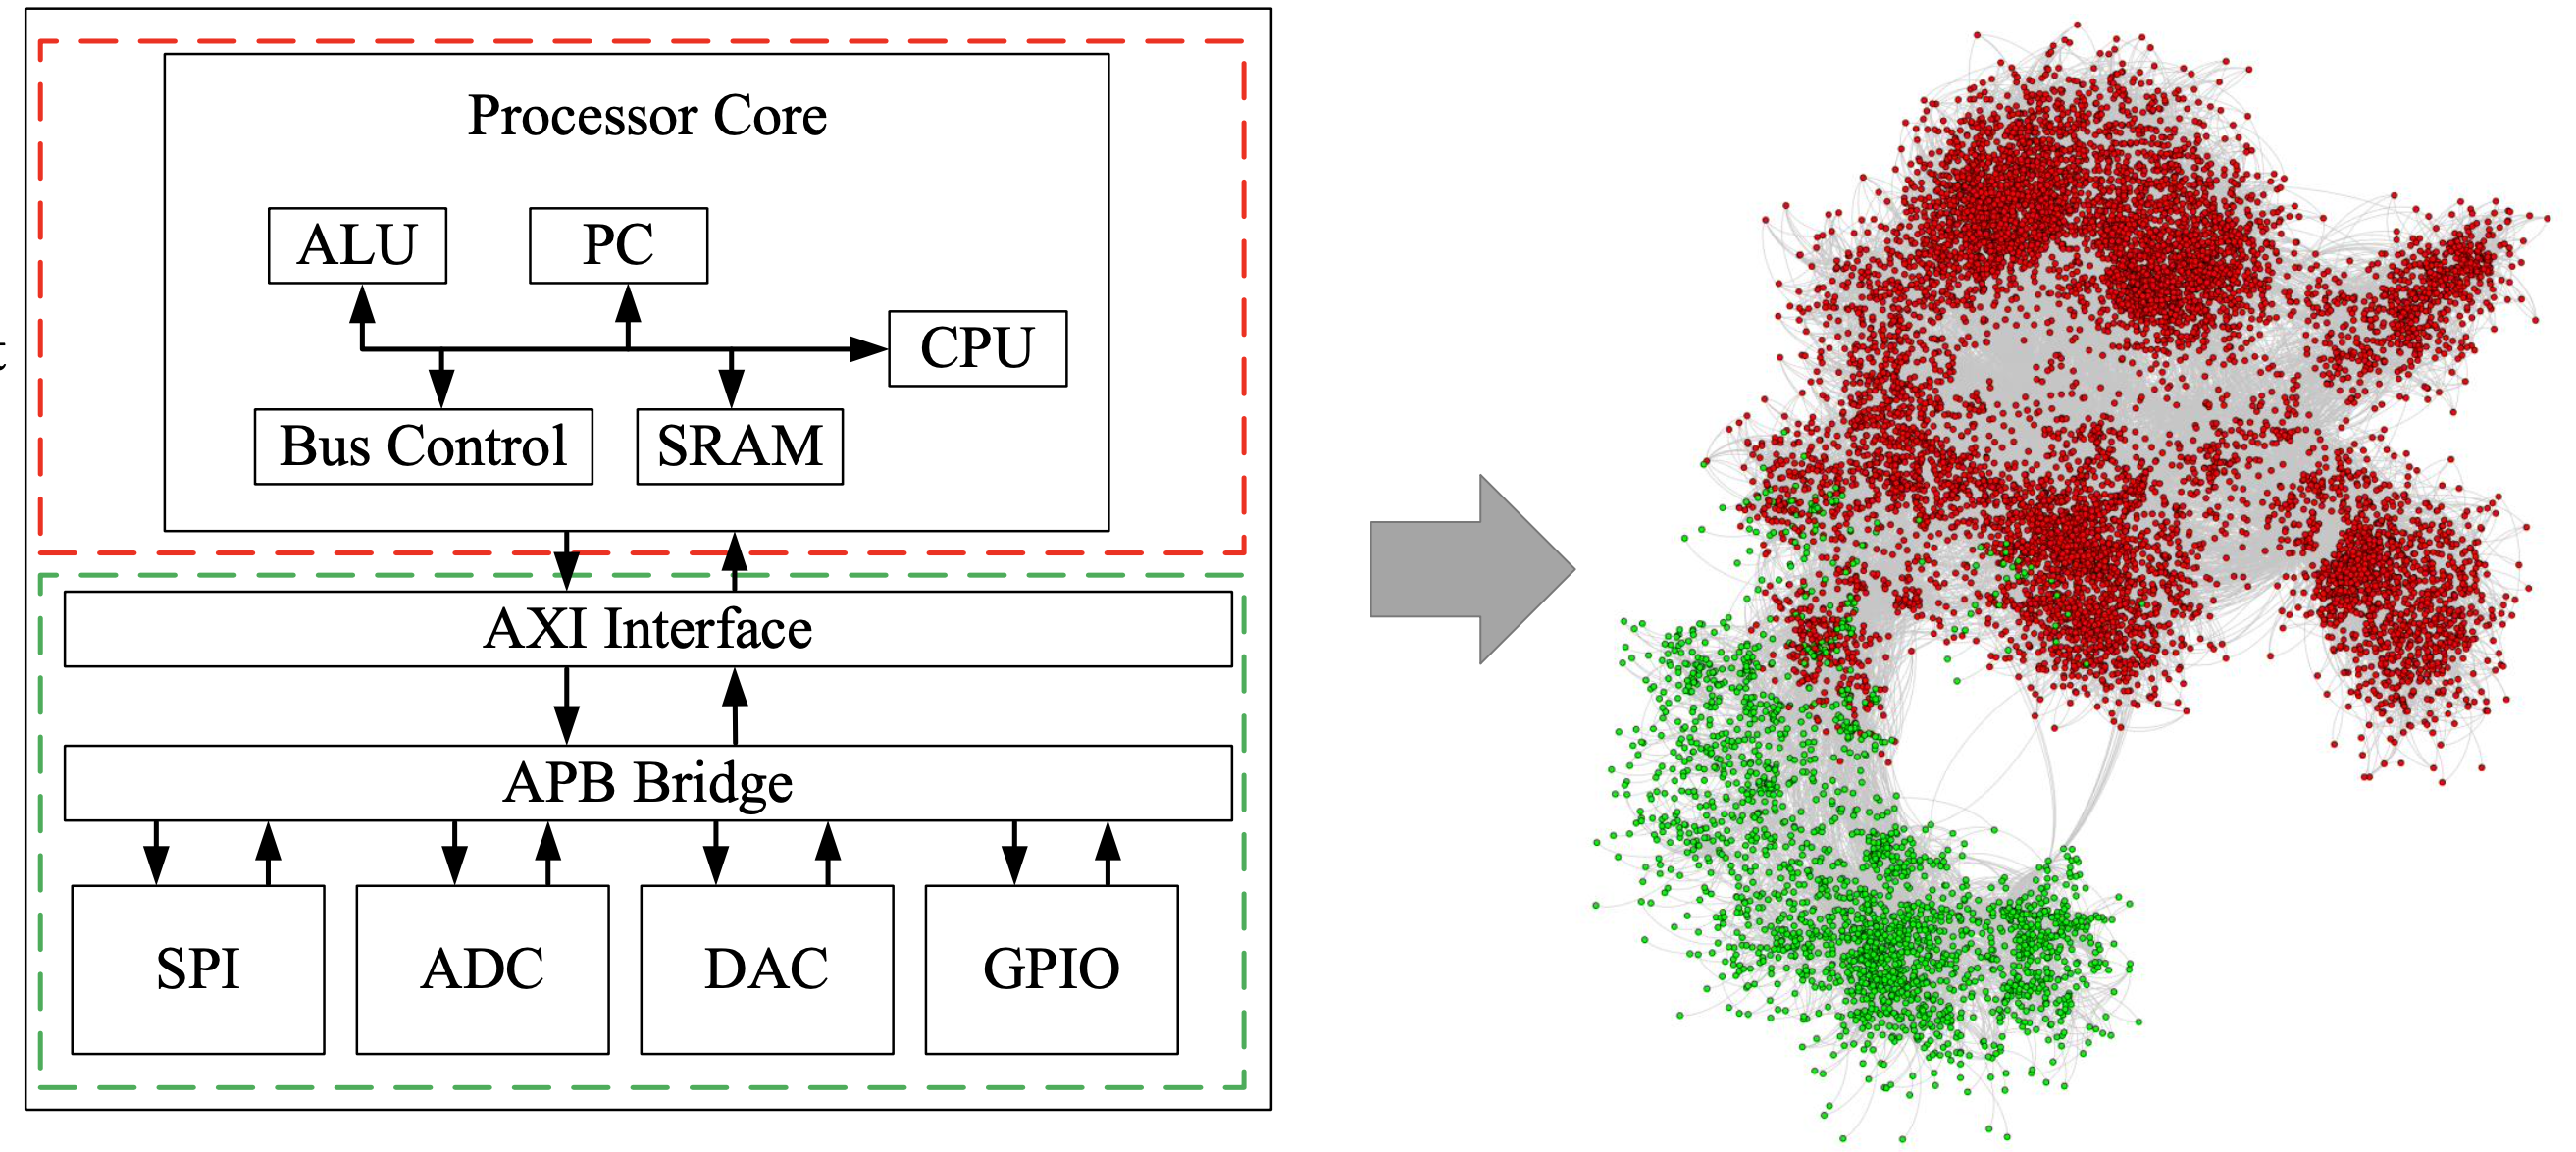 Processor Core
ALU
PC
CPU
Bus Control
SRAM
AXI Interface
APB Bridge
SPI
ADC
DAC
GPIO